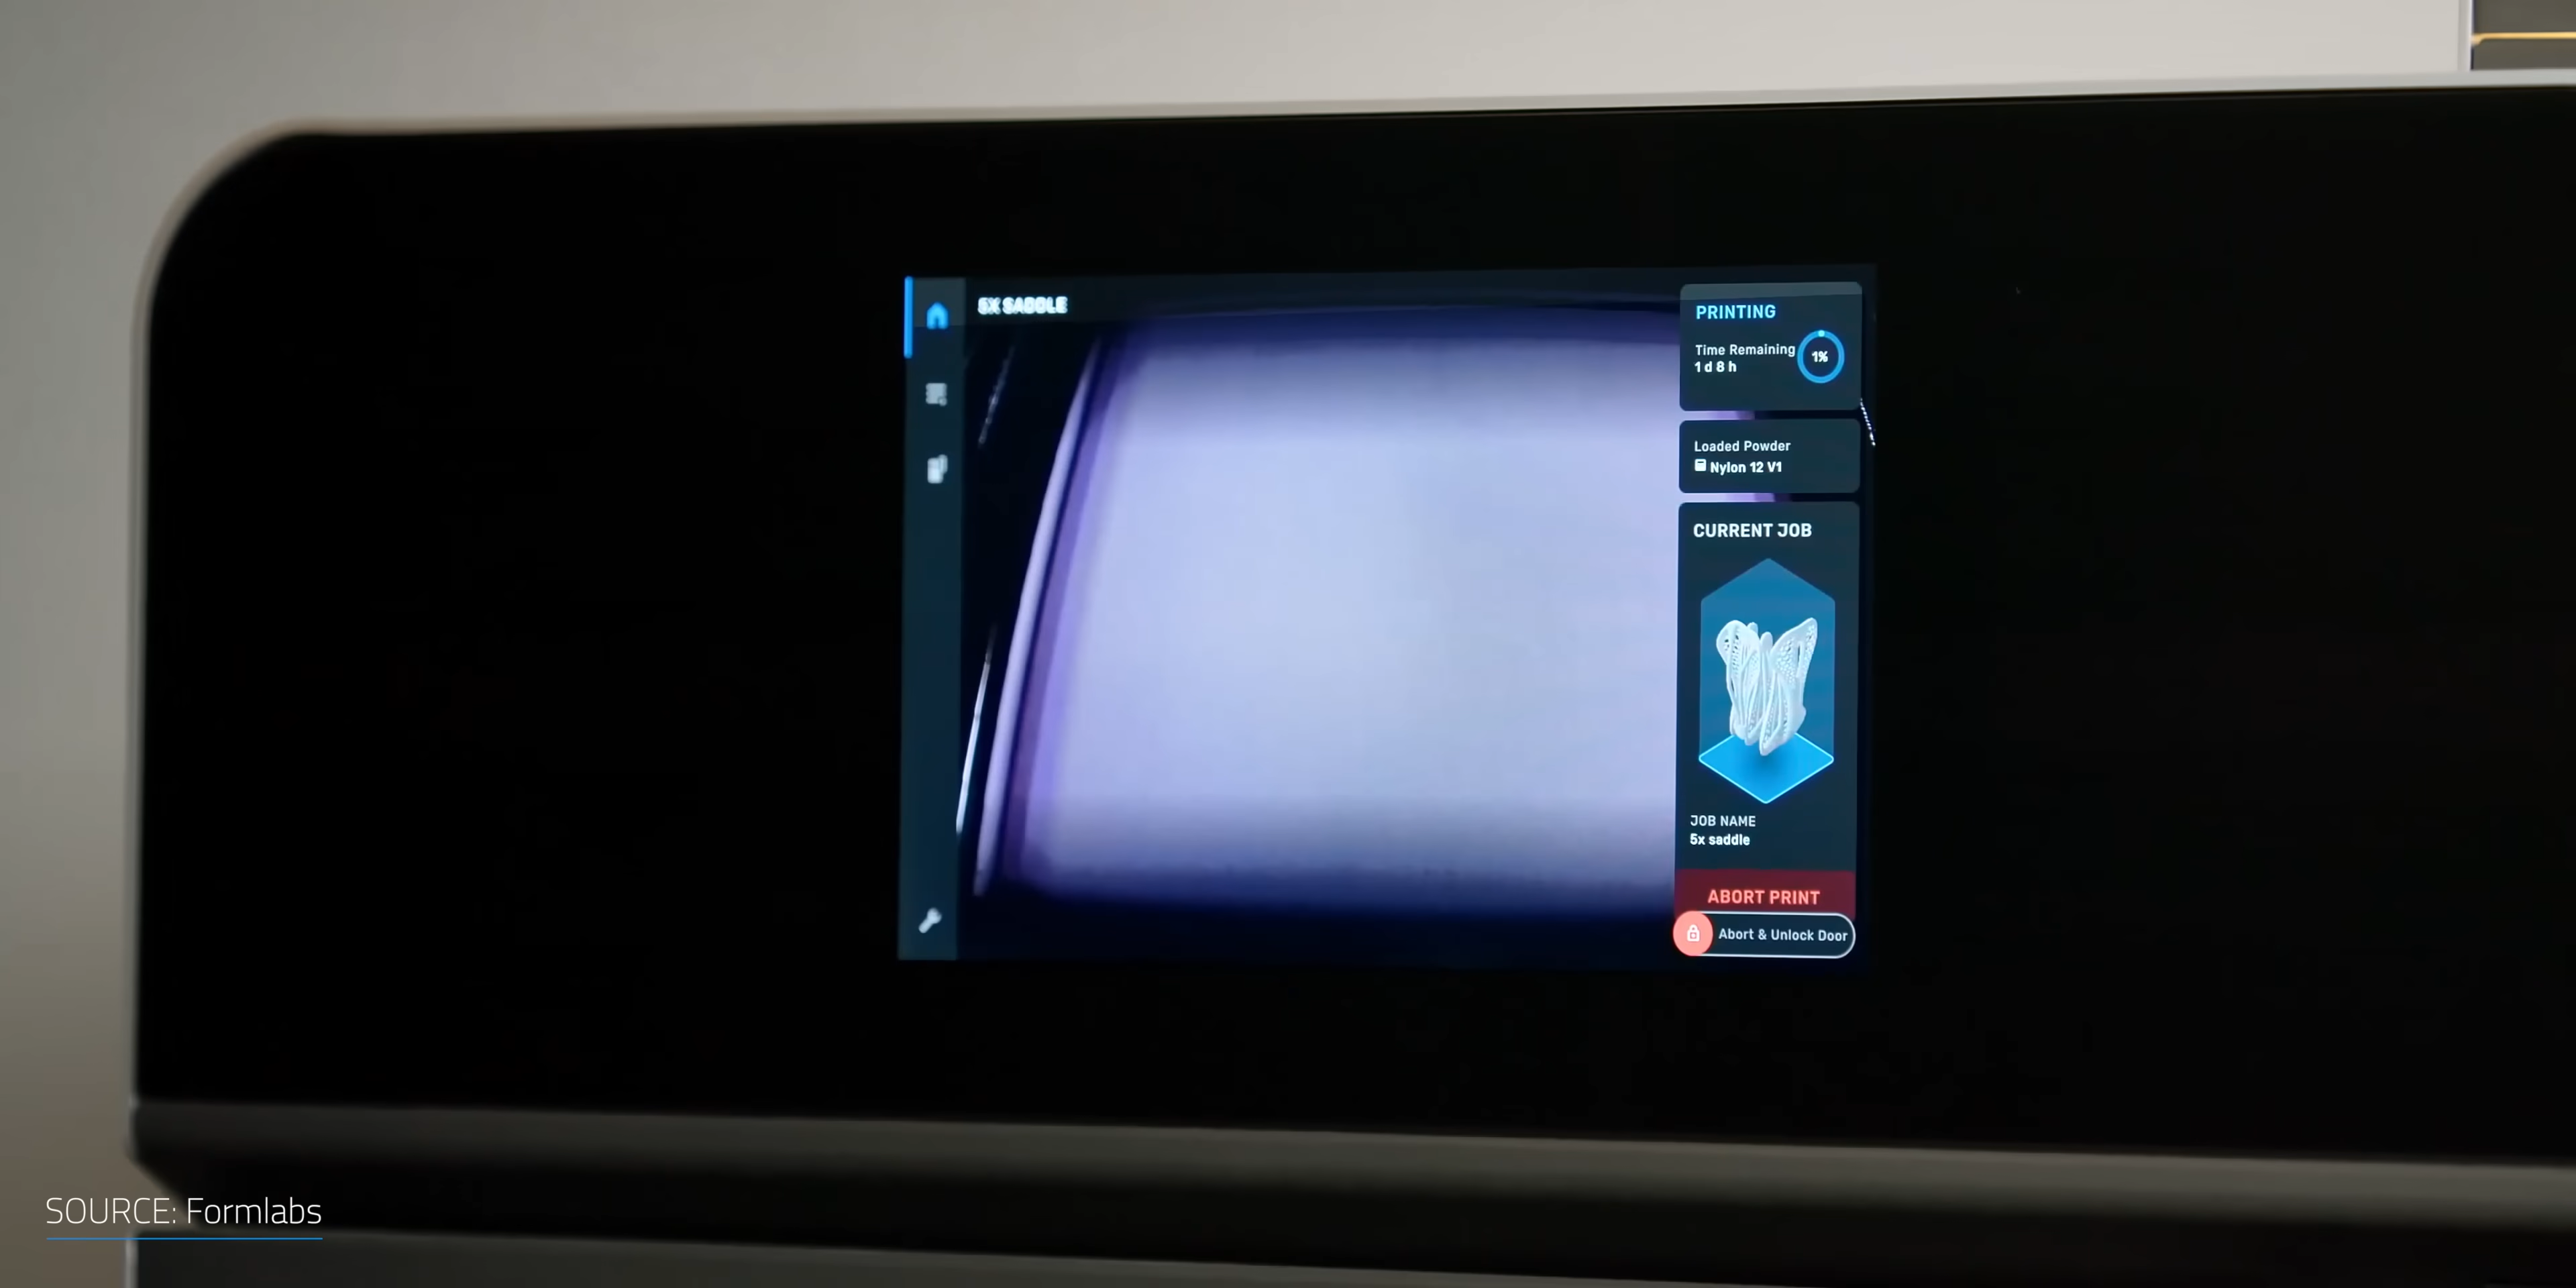 5X SADDLE
PRINTING
Time Remaining
1 d 8 h
1%
Loaded Powder
Nylon 12 V1
CURRENT JOB
JOB NAME
5x saddle
ABORT PRINT
Abort & Unlock Door
SOURCE: Formlabs